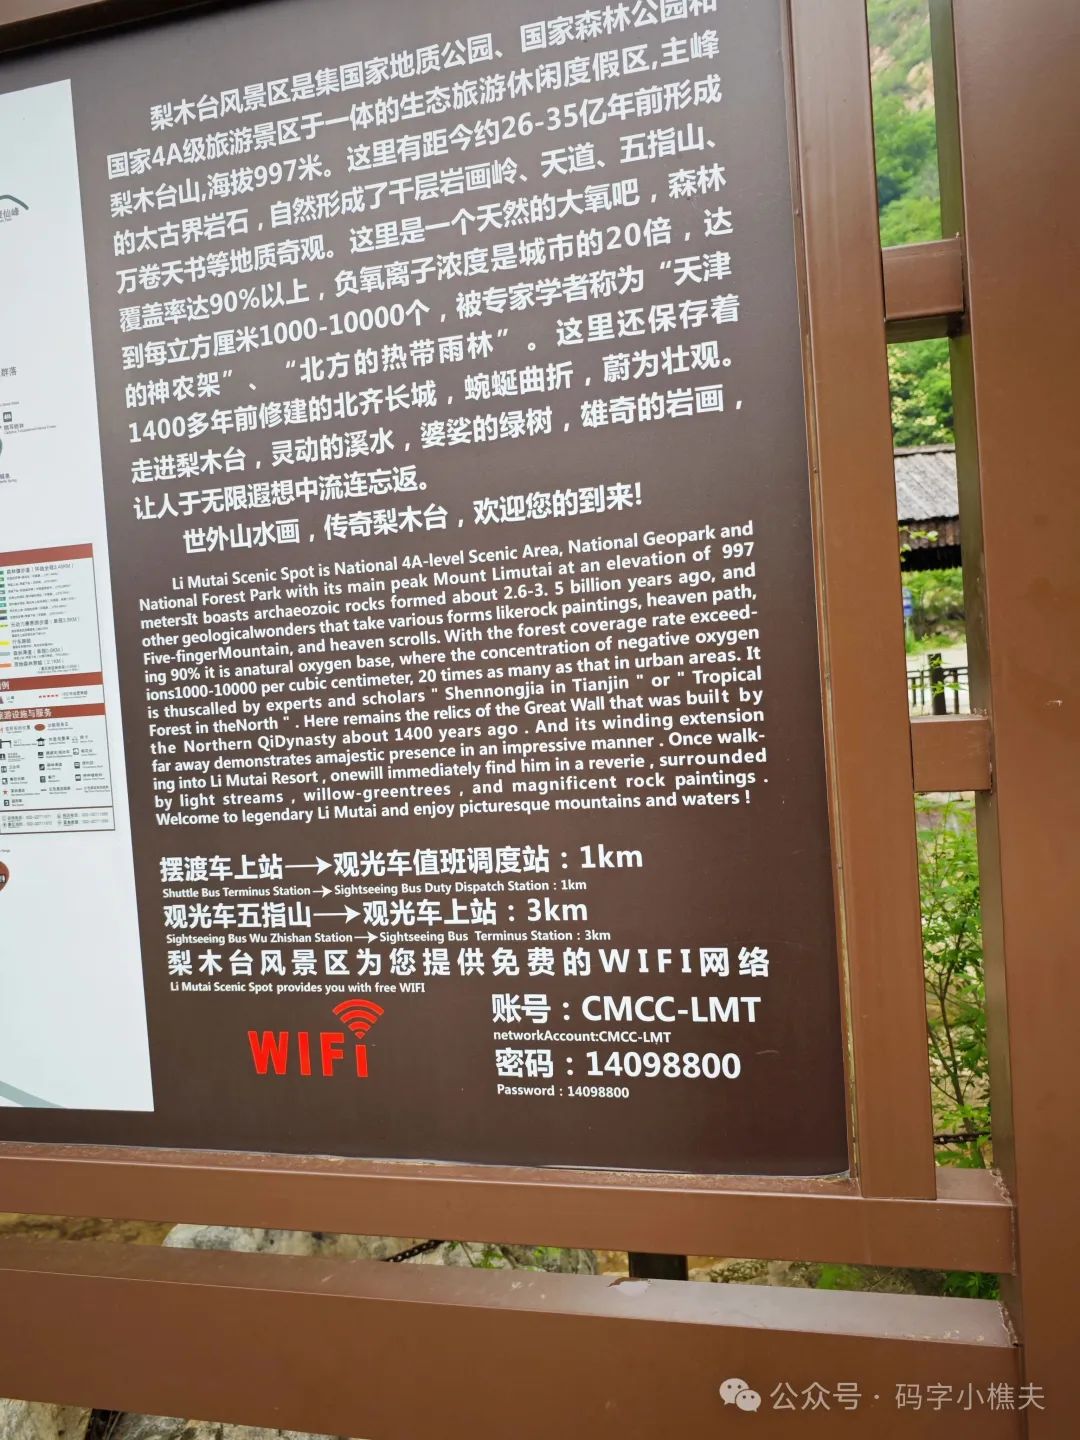 梨木台风景区是集国家地质公园、国家森林公园和
国家4A级旅游景区于一体的生态旅游休闲度假区,主峰
梨木台山,海拔997米。这里有距今约26-35亿年前形成
的太古界岩石，自然形成了千层岩画岭、天道、五指山、
万卷天书等地质奇观。这里是一个天然的大氧吧，森林
覆盖率达90%以上，负氧离子浓度是城市的20倍，达
到每立方厘米1000-10000个，被专家学者称为“天津
的神农架”、“北方的热带雨林”。这里还保存着
1400多年前修建的北齐长城，蜿蜒曲折，蔚为壮观。
走进梨木台，灵动的溪水，婆娑的绿树，雄奇的岩画，
让人于无限遐想中流连忘返。
世外山水画，传奇梨木台，欢迎您的到来!
Li Mutai Scenic Spot is National 4A-level Scenic Area, National Geopark and
National Forest Park with its main peak Mount Limutai at an elevation of 997
metersIt boasts archaeozoic rocks formed about 2.6-3. 5 billion years ago, and
other geologicalwonders that take various forms likerock paintings, heaven path,
Five-fingerMountain, and heaven scrolls. With the forest coverage rate exceed-
ing 90% it is anatural oxygen base, where the concentration of negative oxygen
ions1000-10000 per cubic centimeter, 20 times as many as that in urban areas. It
is thuscalled by experts and scholars " Shennongjia in Tianjin " or " Tropical
Forest in theNorth " . Here remains the relics of the Great Wall that was built by
the Northern QiDynasty about 1400 years ago . And its winding extension
far away demonstrates amajestic presence in an impressive manner . Once walk-
ing into Li Mutai Resort , onewill immediately find him in a reverie , surrounded
by light streams , willow-greentrees , and magnificent rock paintings .
Welcome to legendary Li Mutai and enjoy picturesque mountains and waters !
摆渡车上站→观光车值班调度站：1km
Shuttle Bus Terminus Station→Sightseeing Bus Duty Dispatch Station : 1km
观光车五指山→观光车上站：3km
Sightseeing Bus Wu Zhishan Station→Sightseeing Bus Terminus Station : 3km
梨木台风景区为您提供免费的WIFI网络
Li Mutai Scenic Spot provides you with free WIFI
WIFi
账号：CMCC-LMT
networkAccount:CMCC-LMT
密码：14098800
Password : 14098800
公众号·码字小樵夫